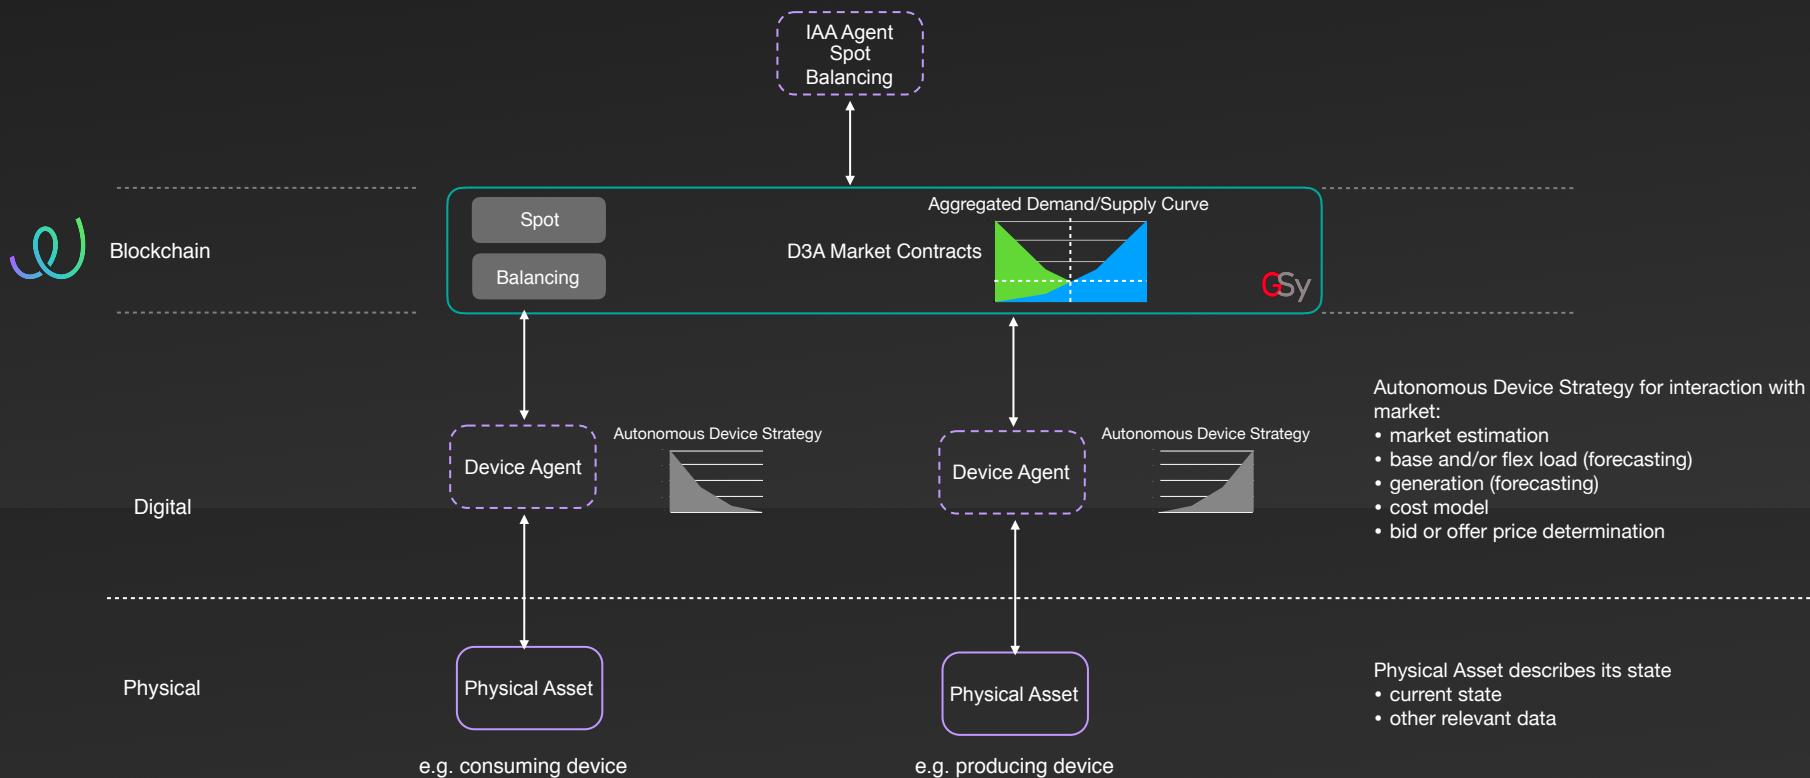 IAA Agent
Spot
Balancing
Blockchain
Spot
Balancing
D3A Market Contracts
Aggregated Demand/Supply Curve
GSy
Digital
Device Agent
Autonomous Device Strategy
Device Agent
Autonomous Device Strategy
Autonomous Device Strategy for interaction with
market:
• market estimation
• base and/or flex load (forecasting)
• generation (forecasting)
• cost model
• bid or offer price determination
Physical
Physical Asset
e.g. consuming device
Physical Asset
e.g. producing device
Physical Asset describes its state
• current state
• other relevant data